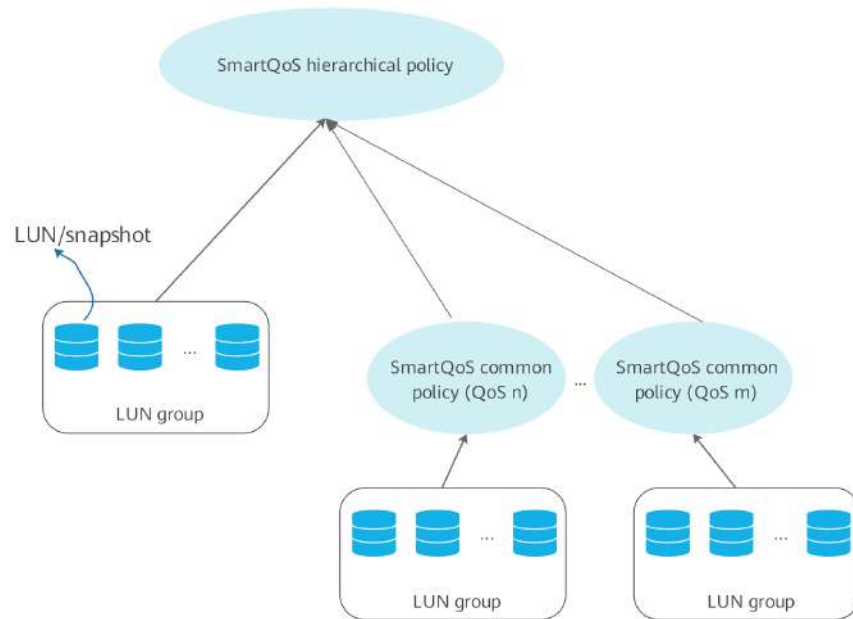 SmartQoS hierarchical policy
LUN/snapshot
...
LUN group
SmartQoS common
policy (QoS n)
...
SmartQoS common
policy (QoS m)
...
LUN group
...
LUN group